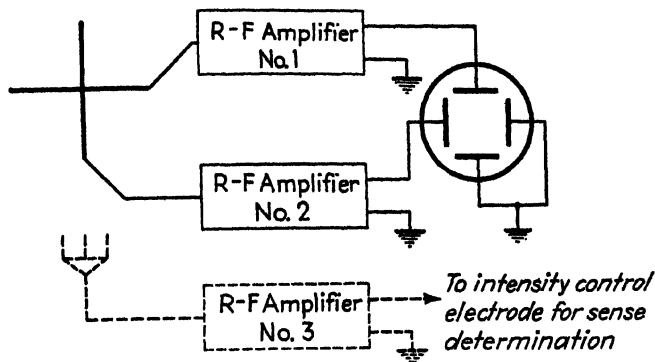 R-F Amplifier
No. 1
R-F Amplifier
No. 2
R-F Amplifier
No. 3
To intensity control
electrode for sense
determination